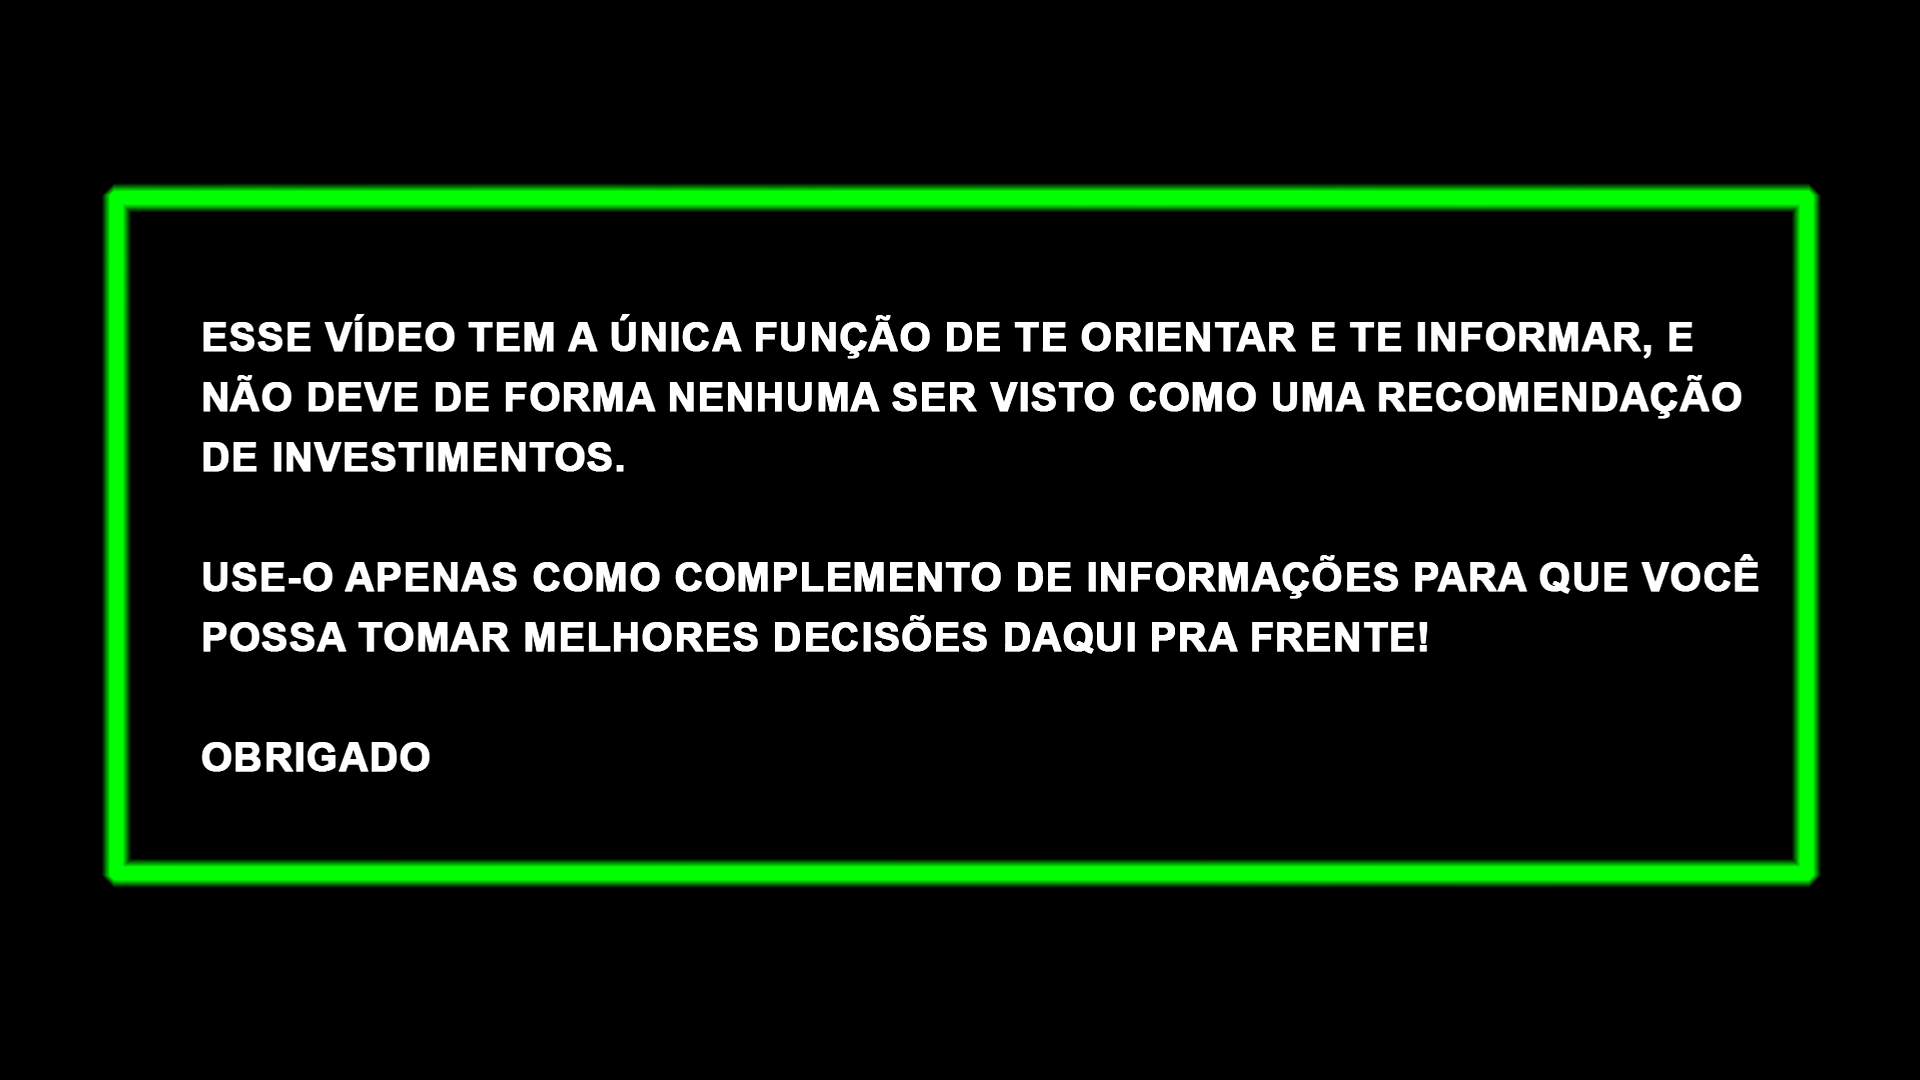 ESSE VÍDEO TEM A ÚNICA FUNÇÃO DE TE ORIENTAR E TE INFORMAR, E
NÃO DEVE DE FORMA NENHUMA SER VISTO COMO UMA RECOMENDAÇÃO
DE INVESTIMENTOS.
USE-O APENAS COMO COMPLEMENTO DE INFORMAÇÕES PARA QUE VOCÊ
POSSA TOMAR MELHORES DECISÕES DAQUI PRA FRENTE!
OBRIGADO